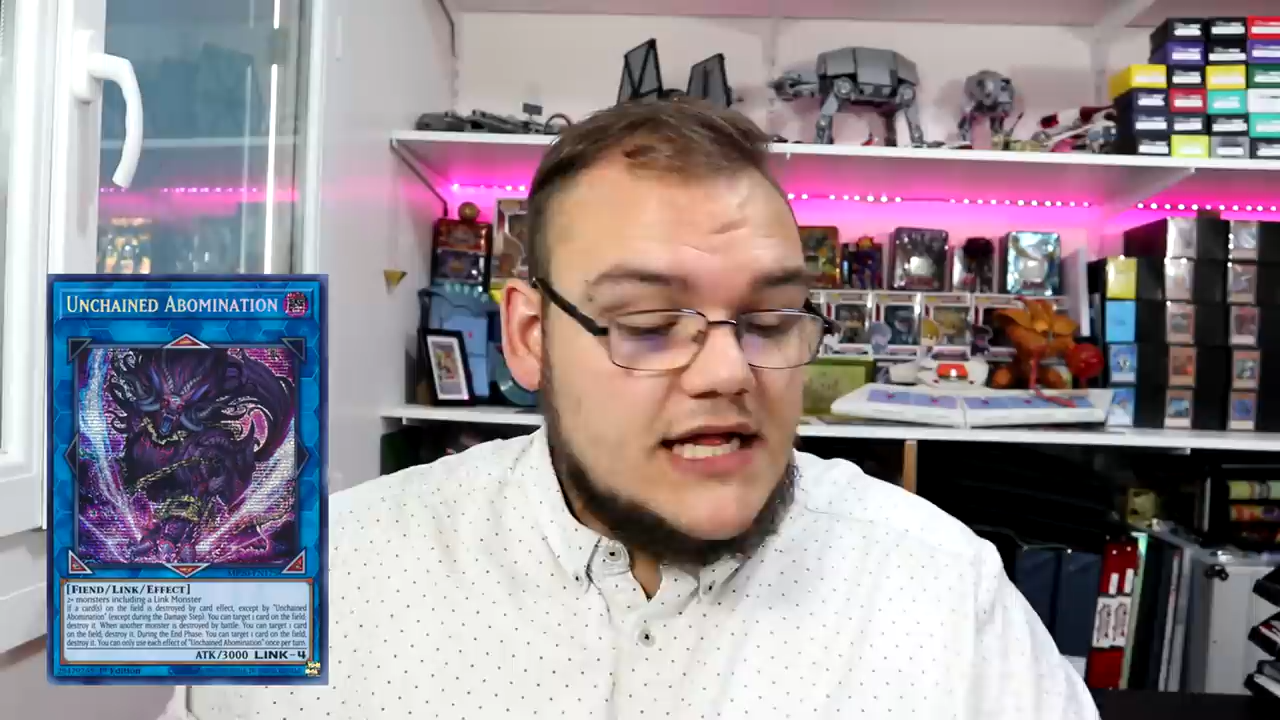 UNCHAINED ABOMINATION
[FIEND/LINK/EFFECT]
2+ monsters including a Link Monster
If a card(s) on the field is destroyed by card effect, except by "Unchained
Abomination" (except during the Damage Step): You can target 1 card on the field;
destroy it. When another monster is destroyed by battle: You can target 1 card
on the field; destroy it. During the End Phase: You can target 1 card on the field;
destroy it. You can only use each effect of "Unchained Abomination" once per turn.
ATK/3000 LINK-4
1st Edition